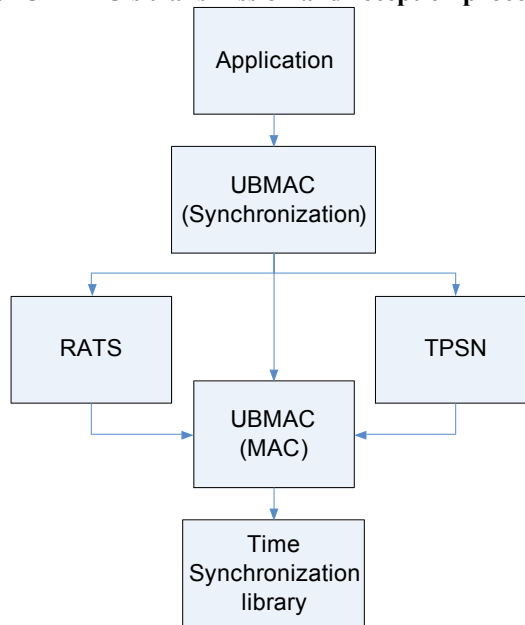 Application
UBMAC
(Synchronization)
RATS
TPSN
UBMAC
(MAC)
Time
Synchronization
library